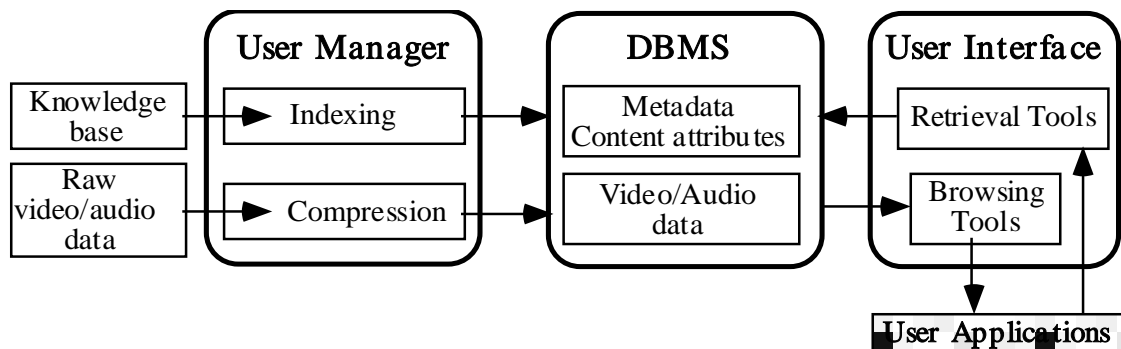 User Manager
DBMS
User Interface
Knowledge
base
Indexing
Metadata
Content attributes
Retrieval Tools
Raw
video/audio
data
Compression
Video/Audio
data
Browsing
Tools
User Applications